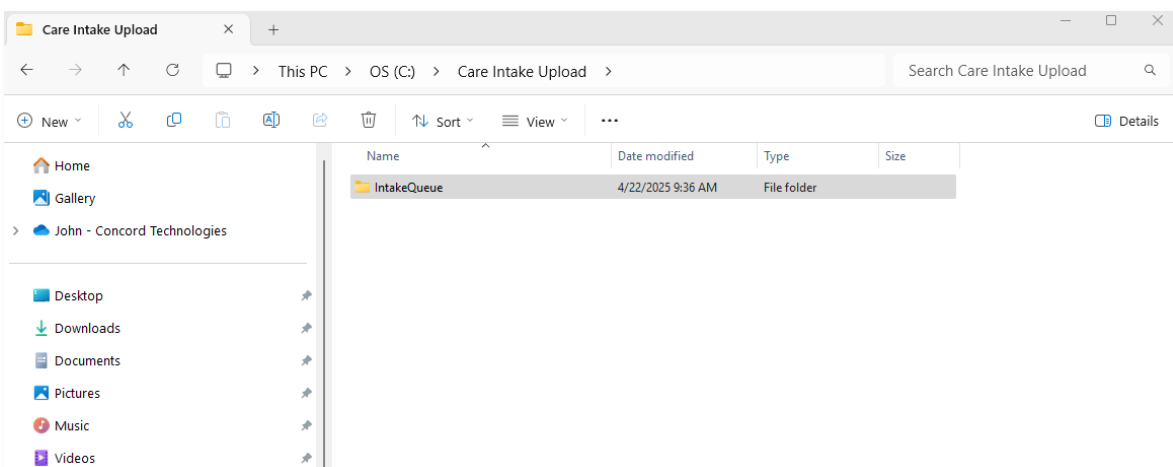 Care Intake Upload
This PC > OS (C:) > Care Intake Upload >
Search Care Intake Upload
New
Sort
View
Details
Name
Date modified
Type
Size
IntakeQueue
4/22/2025 9:36 AM
File folder
Home
Gallery
John - Concord Technologies
Desktop
Downloads
Documents
Pictures
Music
Videos